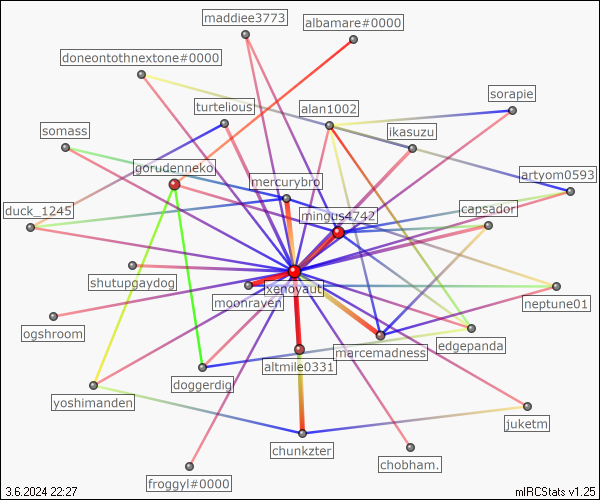 maddiee3773
albamare#0000
doneontothnextone#0000
sorapie
turtelious
alan1002
somass
ikasuzu
gorudenneko
artyom0593
mercurybro
duck_1245
mingus4742
capsador
shutupgaydog
xenoyaut
moonraven
neptune01
ogshroom
edgepanda
marcemadness
altmile0331
doggerdig
yoshimanden
juketm
chunkzter
chobham.
froggyl#0000
3.6.2024 22:27
mIRCStats v1.25